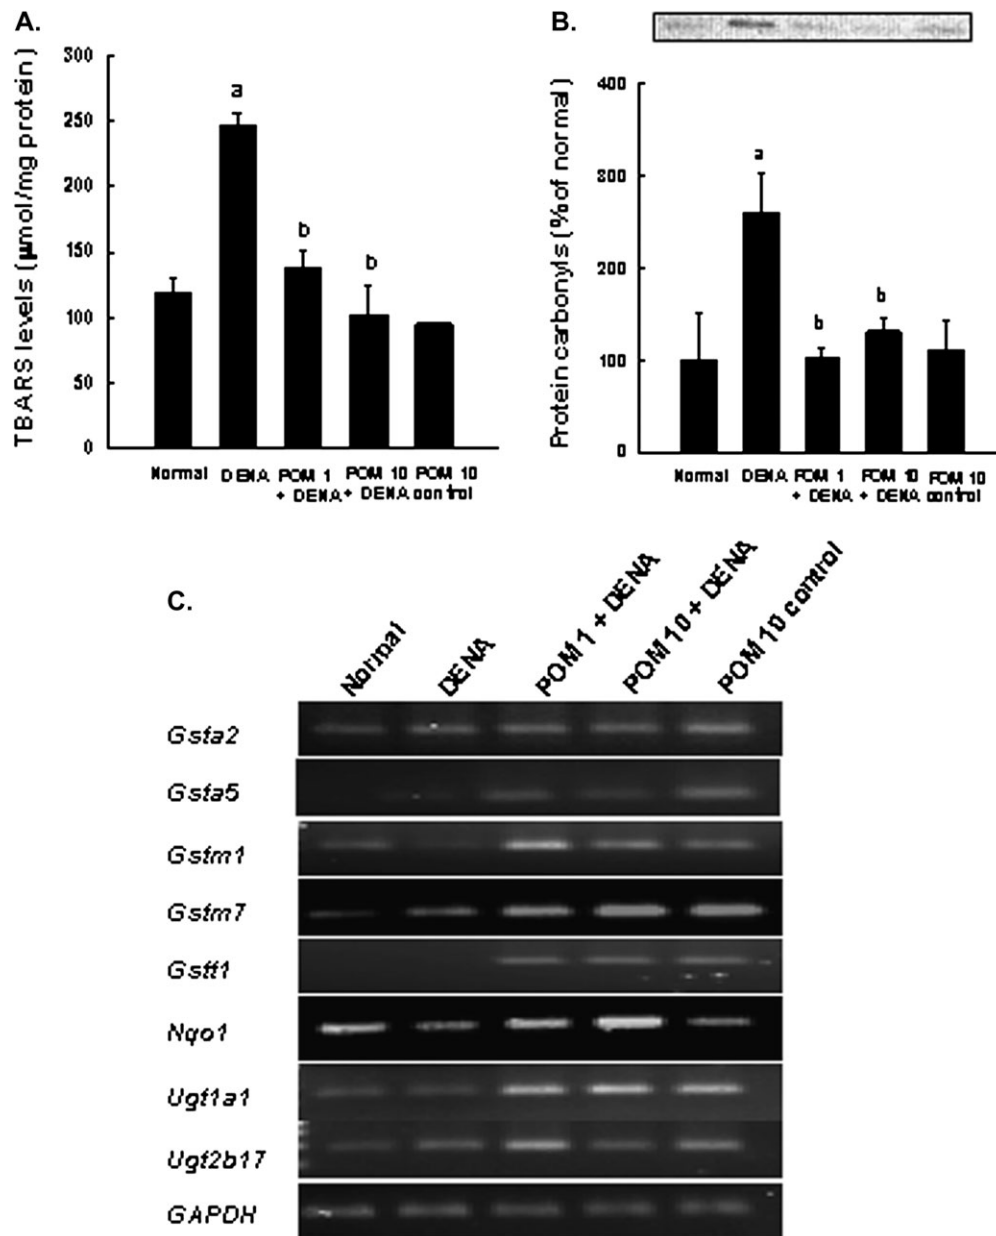 A.
TBARS levels (µmol/mg protein)
300
250
200
150
100
50
0
a
b
b
Normal DENA POM 1 POM 10 POM 10
+ DENA + DENA control
B.
Protein carbonyls (% of normal)
400
300
200
100
0
a
b
b
Normal DENA POM 1 POM 10 POM 10
+ DENA + DENA control
C.
Normal
DENA
POM 1 + DENA
POM 10 + DENA
POM 10 control
Gsta2
Gsta5
Gstm1
Gstm7
Gstt1
Nqo1
Ugt1a1
Ugt2b17
GAPDH